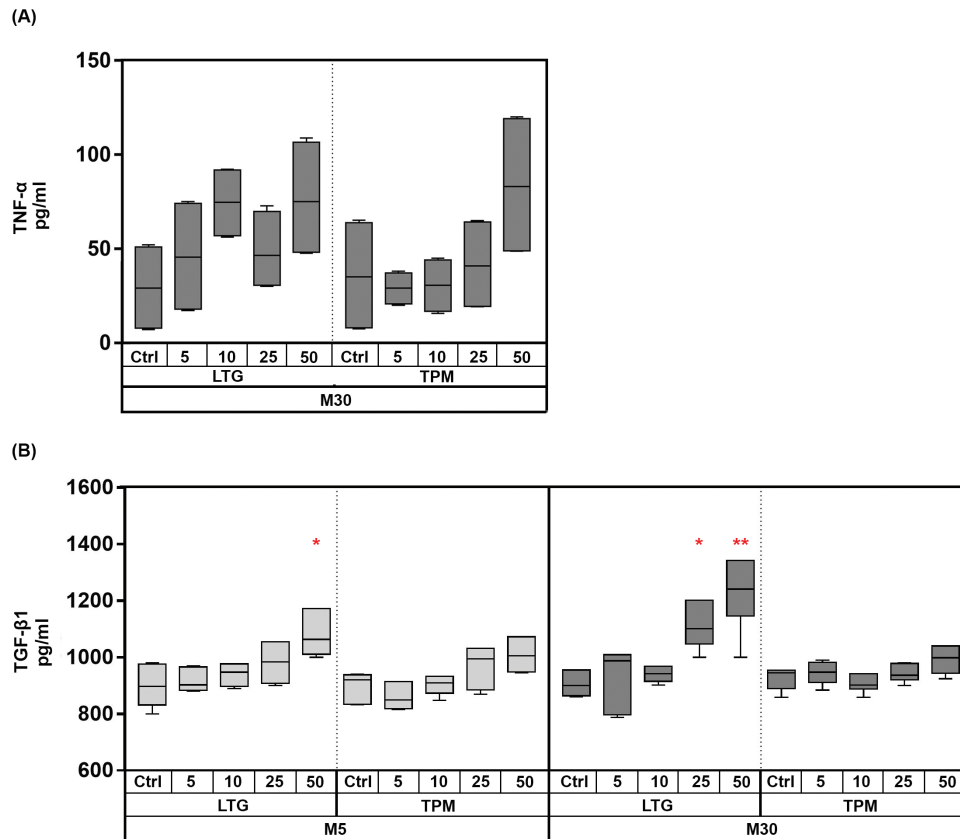 (A)
150
100
50
0
TNF-α
pg/ml
Ctrl 5 10 25 50 Ctrl 5 10 25 50
LTG TPM
M30
(B)
1600
1400
1200
1000
800
600
TGF-β1
pg/ml
* * **
Ctrl 5 10 25 50 Ctrl 5 10 25 50 Ctrl 5 10 25 50 Ctrl 5 10 25 50
LTG TPM LTG TPM
M5 M30